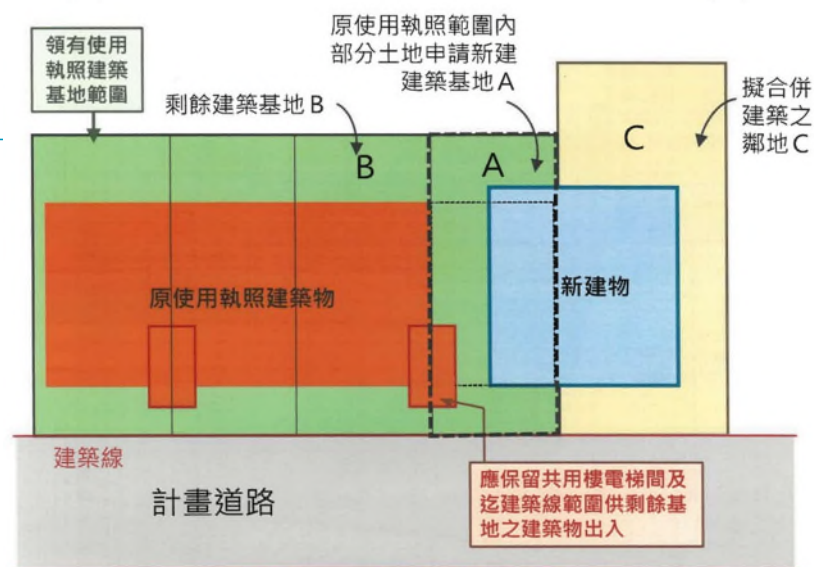 領有使用
執照建築
基地範圍
原使用執照範圍內
部分土地申請新建
建築基地A
剩餘建築基地B
擬合併
建築之
鄰地C
B
A
C
原使用執照建築物
新建物
建築線
計畫道路
應保留共用樓電梯間及
迄建築線範圍供剩餘基
地之建築物出入